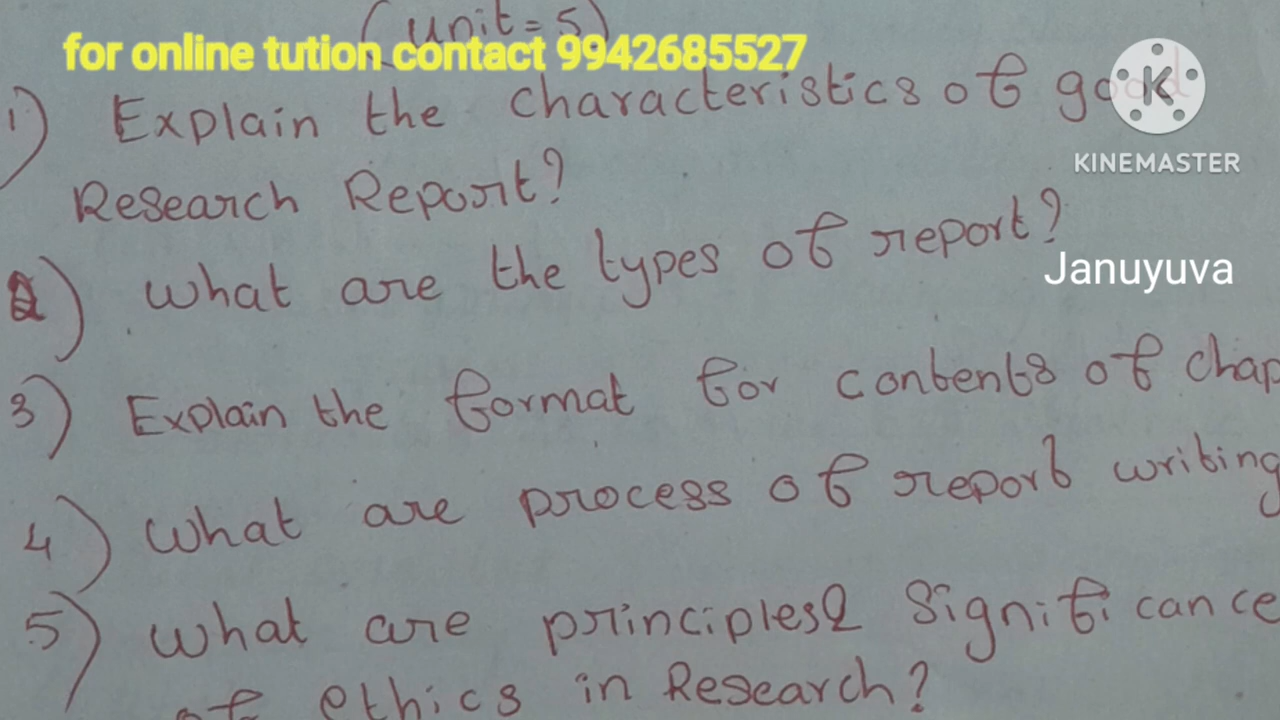 (unit=5)
for online tution contact 9942685527
1) Explain the characteristics of good
KINEMASTER
Research Report?
2) What are the types of report?
Januyuva
3) Explain the format for contents of chap
4) What are process of report writing
5) What are principles & significance
of ethics in Research?